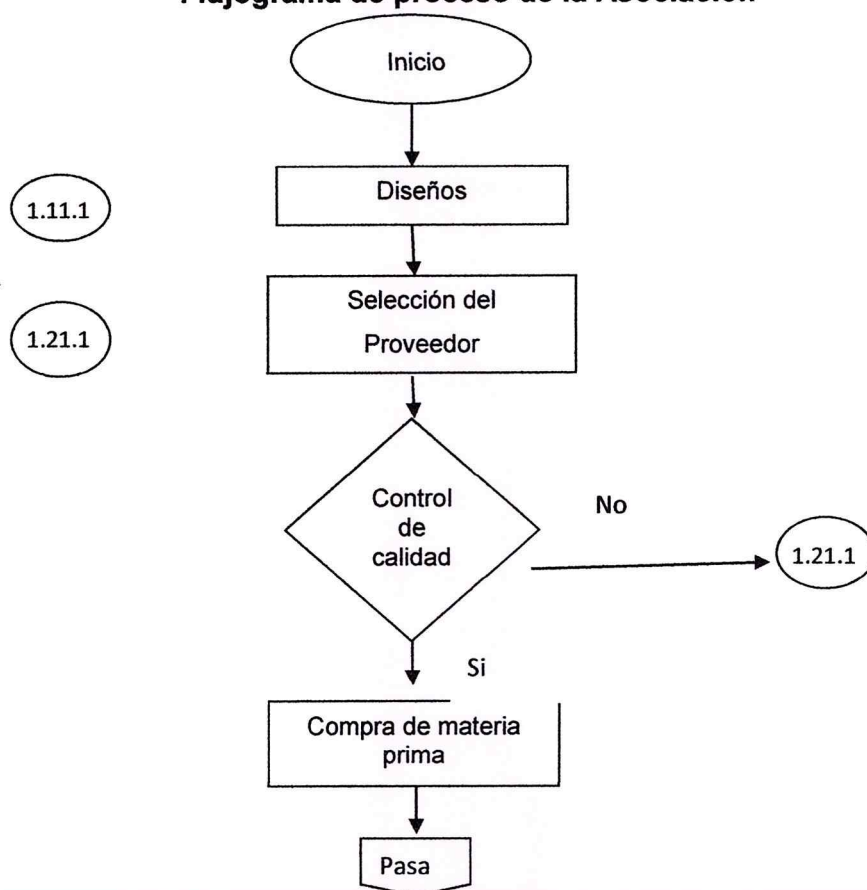 Flujograma de proceso de la Asociación
Inicio
1.11.1
Diseños
1.21.1
Selección del
Proveedor
Control
de
calidad
No
1.21.1
Si
Compra de materia
prima
Pasa